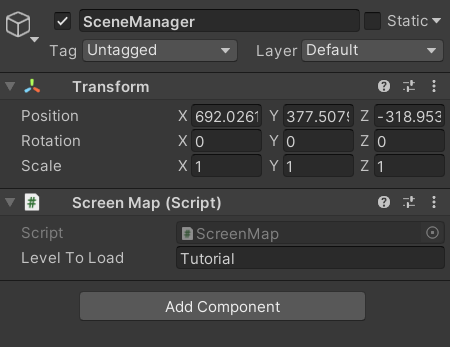 SceneManager Static
Tag Untagged Layer Default
Transform
Position X 692.0261 Y 377.5079 Z -318.953
Rotation X 0 Y 0 Z 0
Scale X 1 Y 1 Z 1
# Screen Map (Script)
Script # ScreenMap
Level To Load Tutorial
Add Component